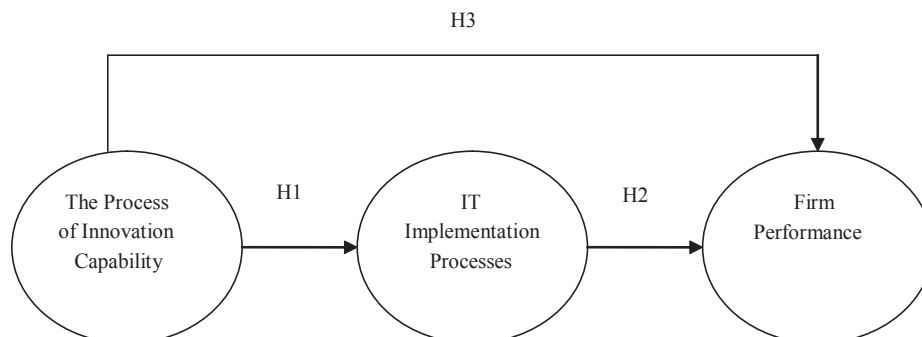 H3
The Process
of Innovation
Capability
H1
IT
Implementation
Processes
H2
Firm
Performance